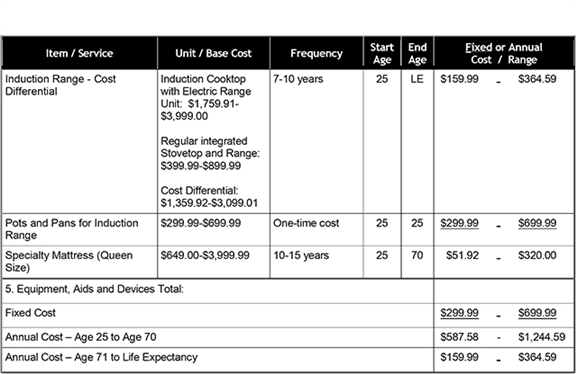 Item / Service Unit / Base Cost Frequency Start Age End Age Fixed or Annual Cost / Range
Induction Range - Cost Differential
Induction Cooktop
with Electric Range
Unit: $1,759.91-
$3,999.00
Regular integrated
Stovetop and Range:
$399.99-$899.99
Cost Differential:
$1,359.92-$3,099.01
7-10 years 25 LE $159.99 - $364.59
Pots and Pans for Induction Range
$299.99-$699.99 One-time cost 25 25 $299.99 - $699.99
Specialty Mattress (Queen Size)
$649.00-$3,999.99 10-15 years 25 70 $51.92 - $320.00
5. Equipment, Aids and Devices Total:
Fixed Cost $299.99 - $699.99
Annual Cost – Age 25 to Age 70 $587.58 - $1,244.59
Annual Cost – Age 71 to Life Expectancy $159.99 - $364.59